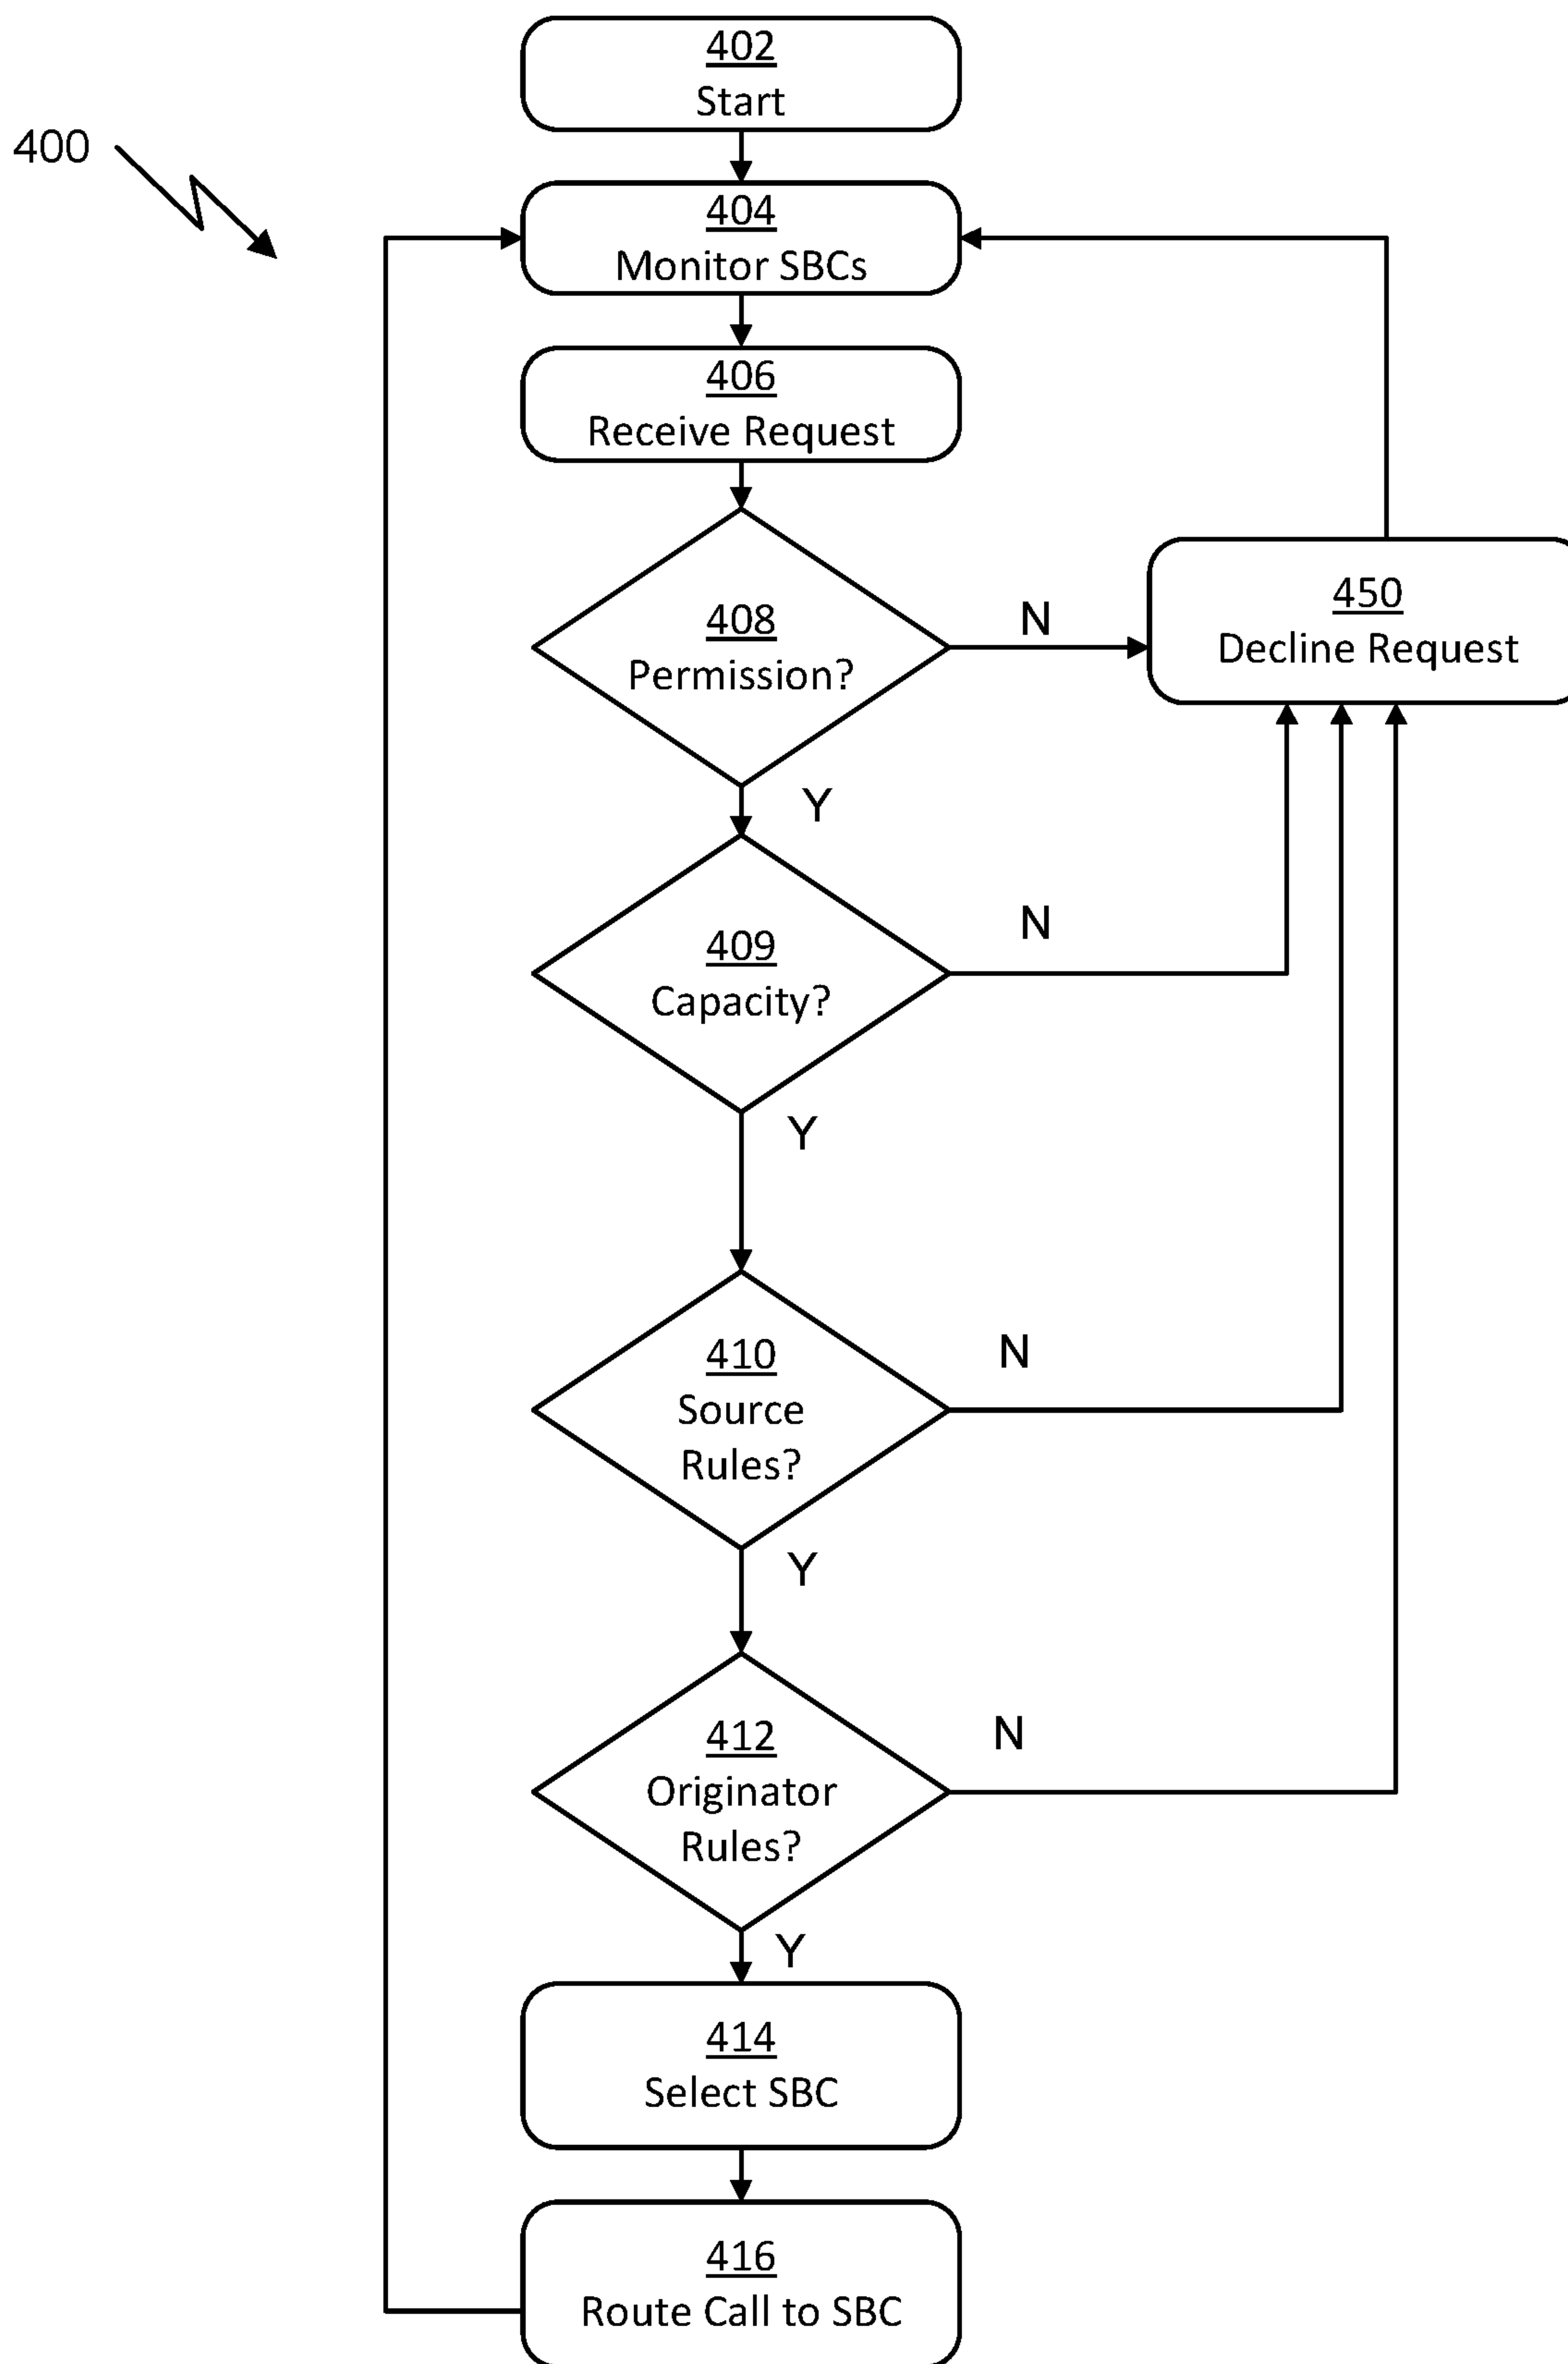 402
Start
400
404
Monitor SBCs
406
Receive Request
408
Permission?
N
450
Decline Request
Y
409
Capacity?
N
Y
410
Source
Rules?
N
Y
412
Originator
Rules?
N
Y
414
Select SBC
416
Route Call to SBC